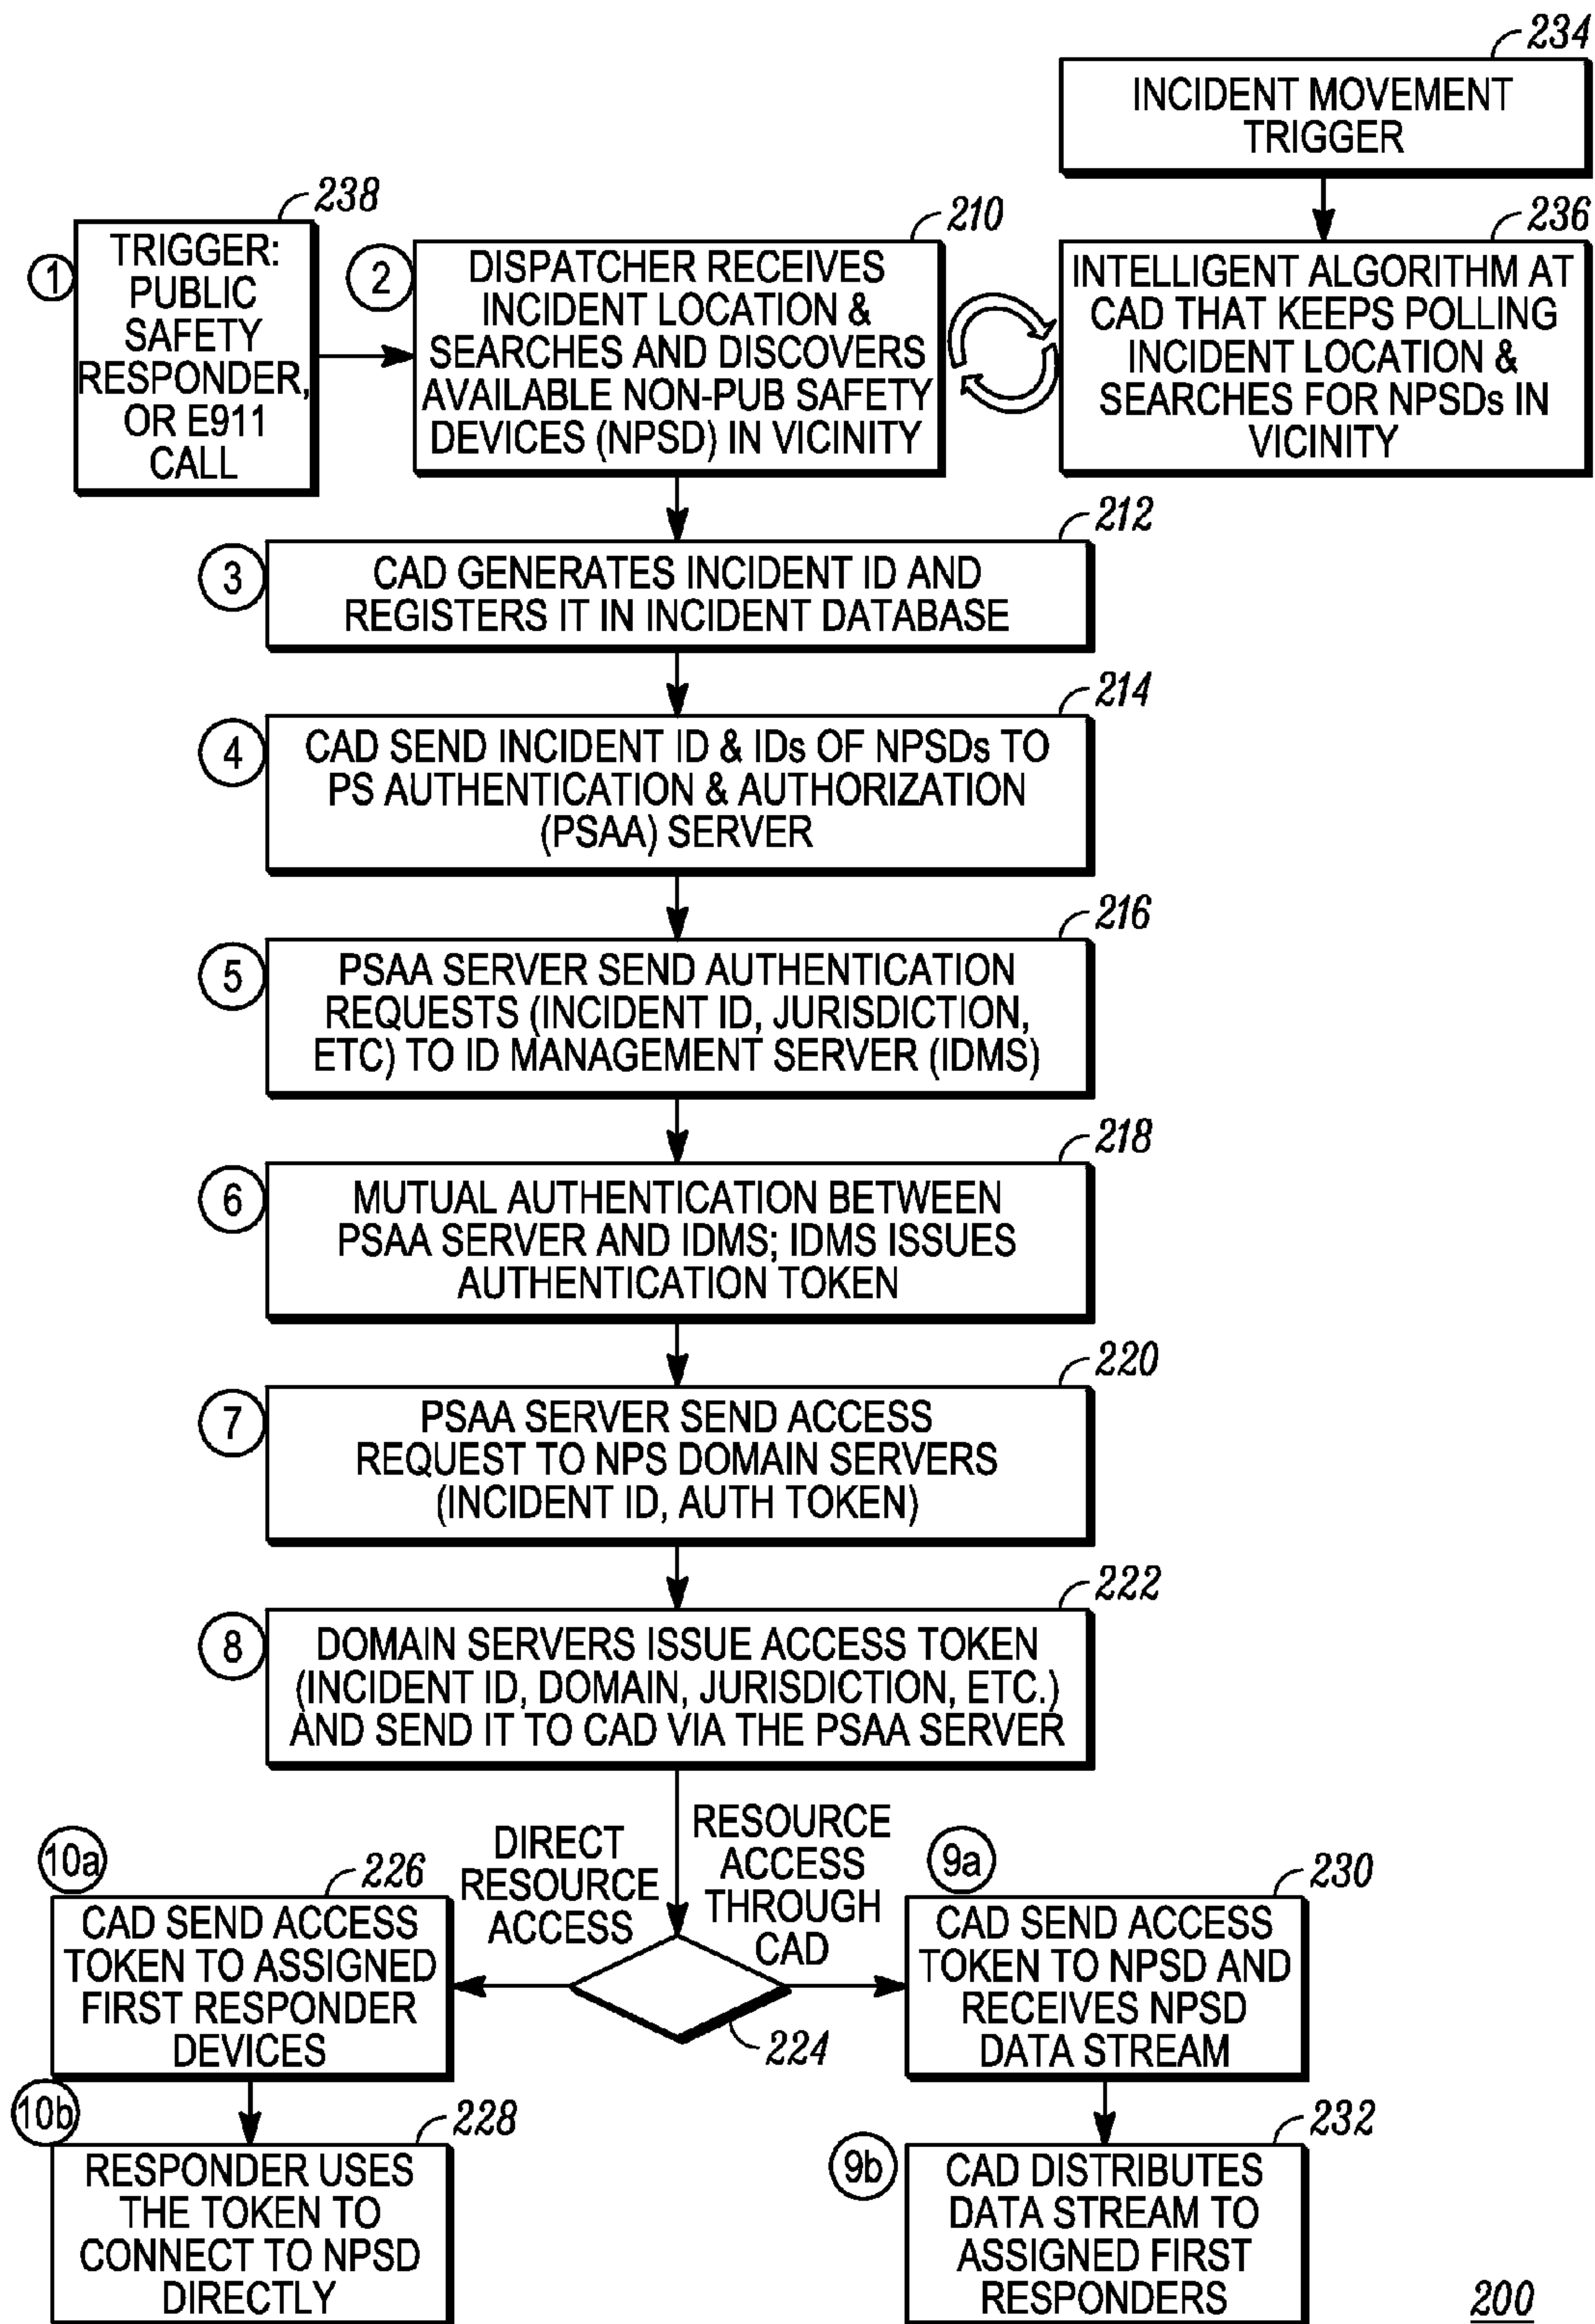 234
INCIDENT MOVEMENT
TRIGGER
238
1
TRIGGER:
PUBLIC
SAFETY
RESPONDER,
OR E911
CALL
210
2
DISPATCHER RECEIVES
INCIDENT LOCATION &
SEARCHES AND DISCOVERS
AVAILABLE NON-PUB SAFETY
DEVICES (NPSD) IN VICINITY
236
INTELLIGENT ALGORITHM AT
CAD THAT KEEPS POLLING
INCIDENT LOCATION &
SEARCHES FOR NPSDs IN
VICINITY
212
3
CAD GENERATES INCIDENT ID AND
REGISTERS IT IN INCIDENT DATABASE
214
4
CAD SEND INCIDENT ID & IDs OF NPSDs TO
PS AUTHENTICATION & AUTHORIZATION
(PSAA) SERVER
216
5
PSAA SERVER SEND AUTHENTICATION
REQUESTS (INCIDENT ID, JURISDICTION,
ETC) TO ID MANAGEMENT SERVER (IDMS)
218
6
MUTUAL AUTHENTICATION BETWEEN
PSAA SERVER AND IDMS; IDMS ISSUES
AUTHENTICATION TOKEN
220
7
PSAA SERVER SEND ACCESS
REQUEST TO NPS DOMAIN SERVERS
(INCIDENT ID, AUTH TOKEN)
222
8
DOMAIN SERVERS ISSUE ACCESS TOKEN
(INCIDENT ID, DOMAIN, JURISDICTION, ETC.)
AND SEND IT TO CAD VIA THE PSAA SERVER
DIRECT
RESOURCE
ACCESS
RESOURCE
ACCESS
THROUGH
CAD
224
10a
226
CAD SEND ACCESS
TOKEN TO ASSIGNED
FIRST RESPONDER
DEVICES
9a
230
CAD SEND ACCESS
TOKEN TO NPSD AND
RECEIVES NPSD
DATA STREAM
10b
228
RESPONDER USES
THE TOKEN TO
CONNECT TO NPSD
DIRECTLY
9b
232
CAD DISTRIBUTES
DATA STREAM TO
ASSIGNED FIRST
RESPONDERS
200